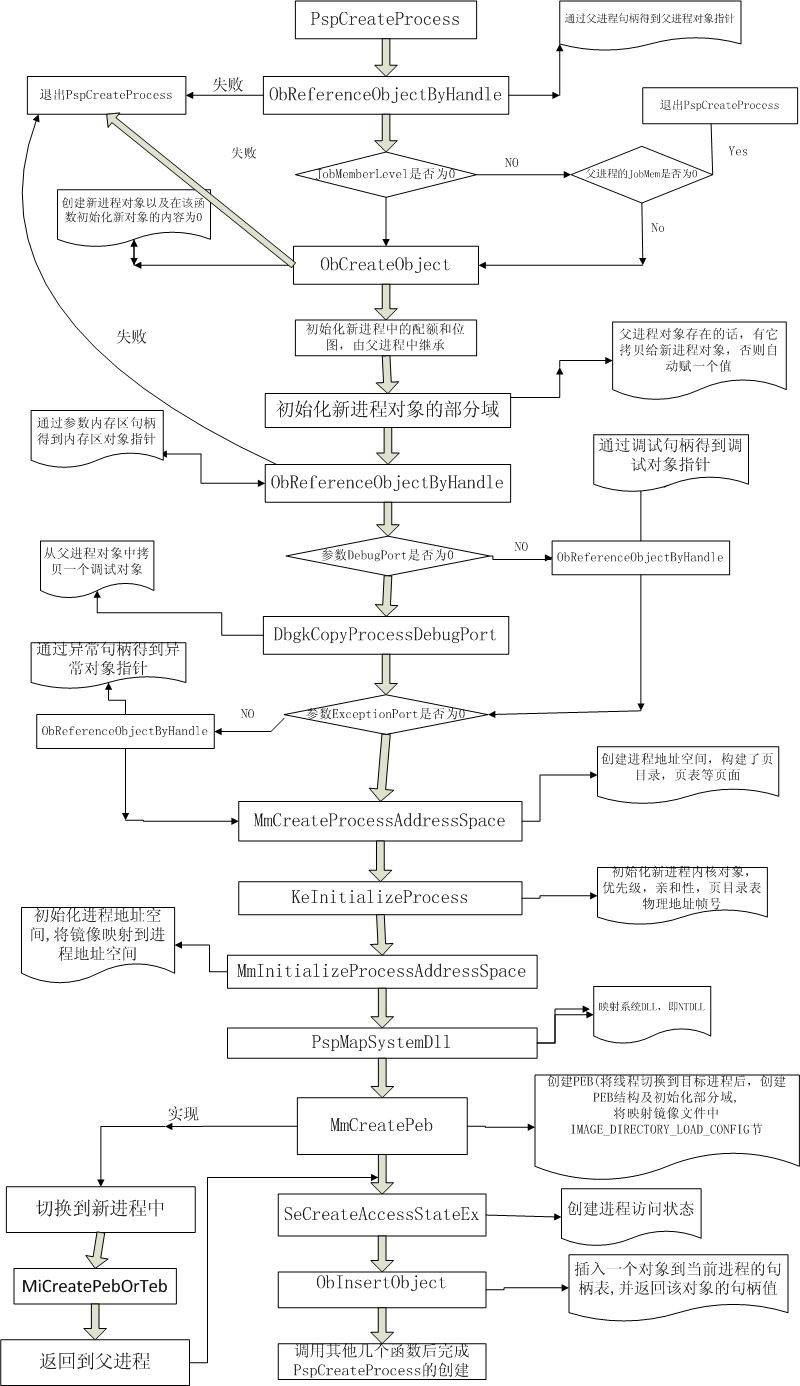 PspCreateProcess
通过父进程句柄得到父进程对象指针
退出PspCreateProcess
失败
ObReferenceObjectByHandle
退出PspCreateProcess
失败
JobMemberLevel是否为0
NO
父进程的JobMem是否为0
Yes
创建新进程对象以及在该函
数初始化新对象的内容为0
No
ObCreateObject
初始化新进程中的配额和位
图，由父进程中继承
失败
父进程对象存在的话，有它
拷贝给新进程对象，否则自
动赋一个值
初始化新进程对象的部分域
通过参数内存区句柄
得到内存区对象指针
通过调试句柄得到调
试对象指针
ObReferenceObjectByHandle
参数DebugPort是否为0
NO
ObReferenceObjectByHandle
从父进程对象中拷
贝一个调试对象
DbgkCopyProcessDebugPort
通过异常句柄得到异
常对象指针
ObReferenceObjectByHandle
NO
参数ExceptionPort是否为0
创建进程地址空间，构建了页
目录，页表等页面
MmCreateProcessAddressSpace
KeInitializeProcess
初始化新进程内核对象，
优先级，亲和性，页目录表
物理地址帧号
初始化进程地址空
间,将镜像映射到进
程地址空间
MmInitializeProcessAddressSpace
映射系统DLL，即NTDLL
PspMapSystemDll
创建PEB(将线程切换到目标进程后，创建
PEB结构及初始化部分域，
将映射镜像文件中
IMAGE_DIRECTORY_LOAD_CONFIG节
实现
MmCreatePeb
切换到新进程中
SeCreateAccessStateEx
创建进程访问状态
MiCreatePebOrTeb
ObInsertObject
插入一个对象到当前进程的句
柄表,并返回该对象的句柄值
返回到父进程
调用其他几个函数后完成
PspCreateProcess的创建